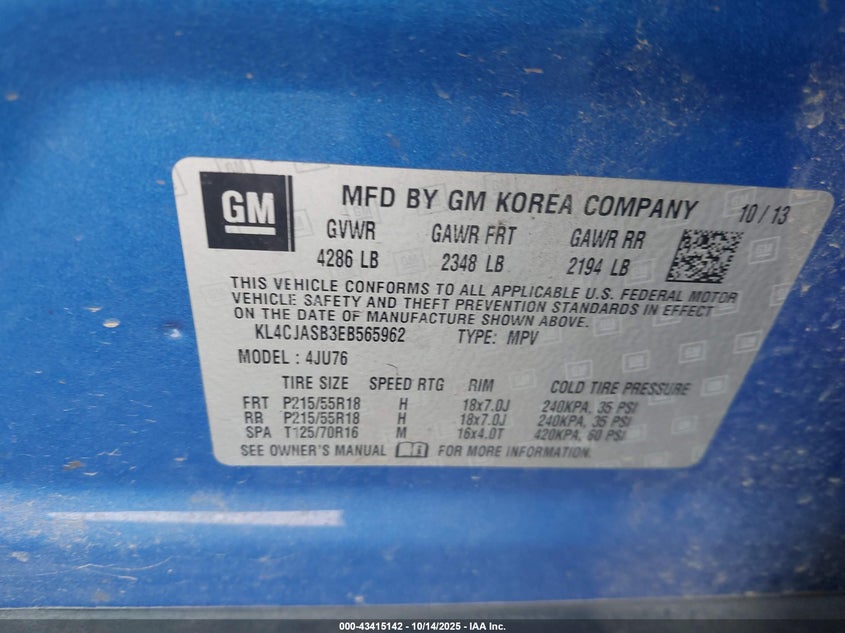 GM
MFD BY GM KOREA COMPANY 10/13
GVWR GAWR FRT GAWR RR
4286 LB 2348 LB 2194 LB
THIS VEHICLE CONFORMS TO ALL APPLICABLE U.S. FEDERAL MOTOR
VEHICLE SAFETY AND THEFT PREVENTION STANDARDS IN EFFECT
ON THE DATE OF MANUFACTURE SHOWN ABOVE.
KL4CJASB3EB565962 TYPE: MPV
MODEL : 4JU76
TIRE SIZE SPEED RTG RIM COLD TIRE PRESSURE
FRT P215/55R18 H 18x7.0J 240KPA, 35 PSI
RR P215/55R18 H 18x7.0J 240KPA, 35 PSI
SPA T125/70R16 M 16x4.0T 420KPA, 60 PSI
SEE OWNER'S MANUAL FOR MORE INFORMATION.
000-43415142 - 10/14/2025 - IAA Inc.